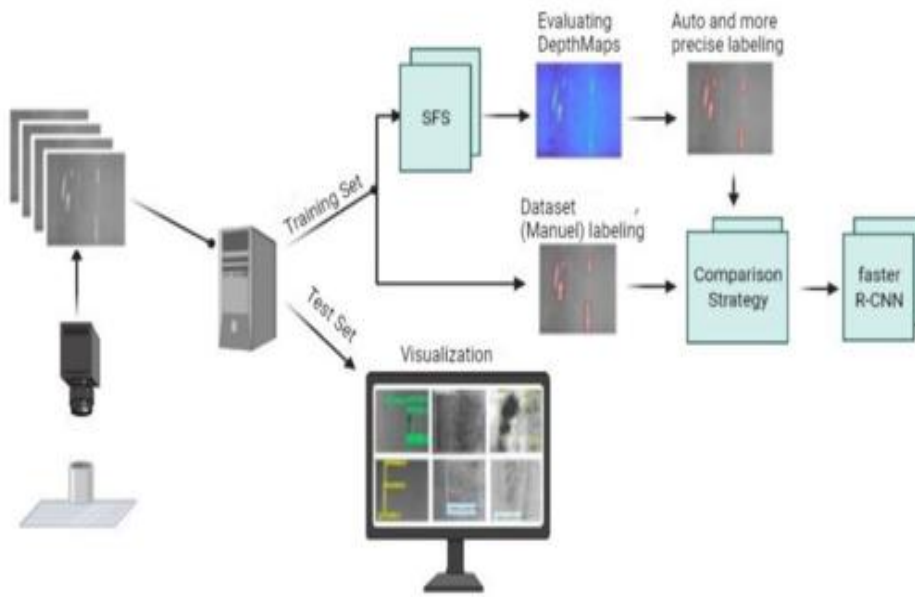 Evaluating
DepthMaps
Auto and more
precise labeling
SFS
Training Set
Dataset
(Manuel) labeling
Comparison
Strategy
faster
R-CNN
Test Set
Visualization